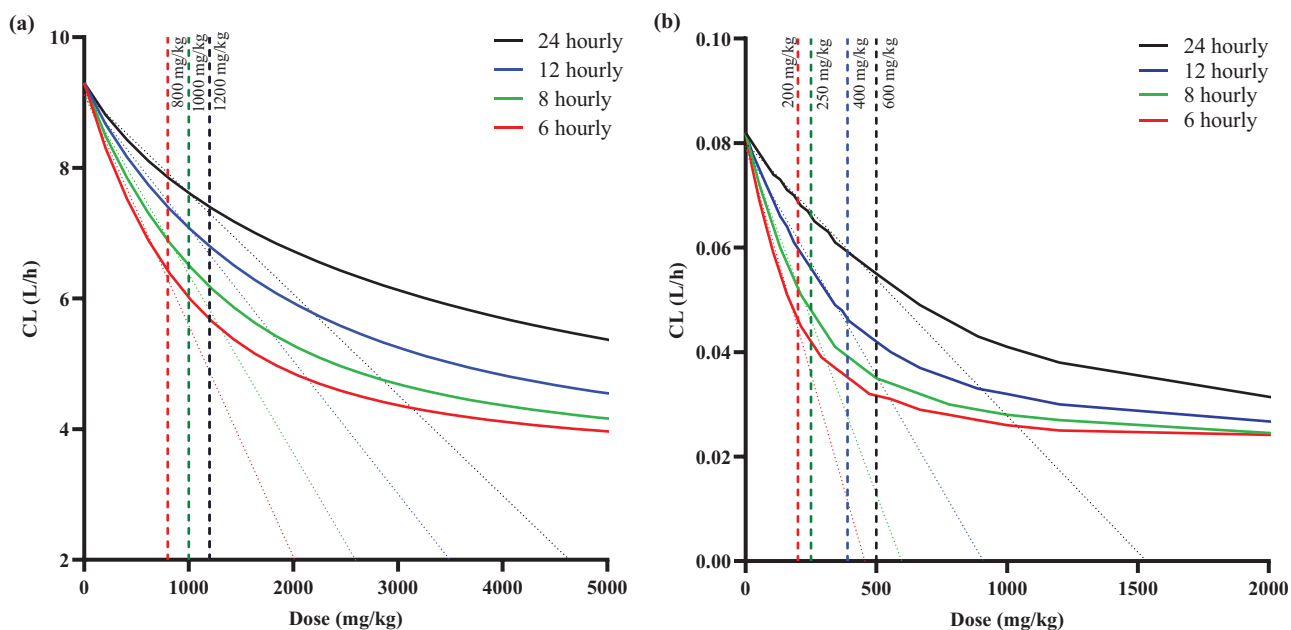 (a)
10
8
6
4
2
CL (L/h)
0
1000
2000
3000
4000
5000
Dose (mg/kg)
800 mg/kg
1000 mg/kg
1200 mg/kg
24 hourly
12 hourly
8 hourly
6 hourly
(b)
0.10
0.08
0.06
0.04
0.02
0.00
CL (L/h)
0
500
1000
1500
2000
Dose (mg/kg)
200 mg/kg
250 mg/kg
400 mg/kg
600 mg/kg
24 hourly
12 hourly
8 hourly
6 hourly